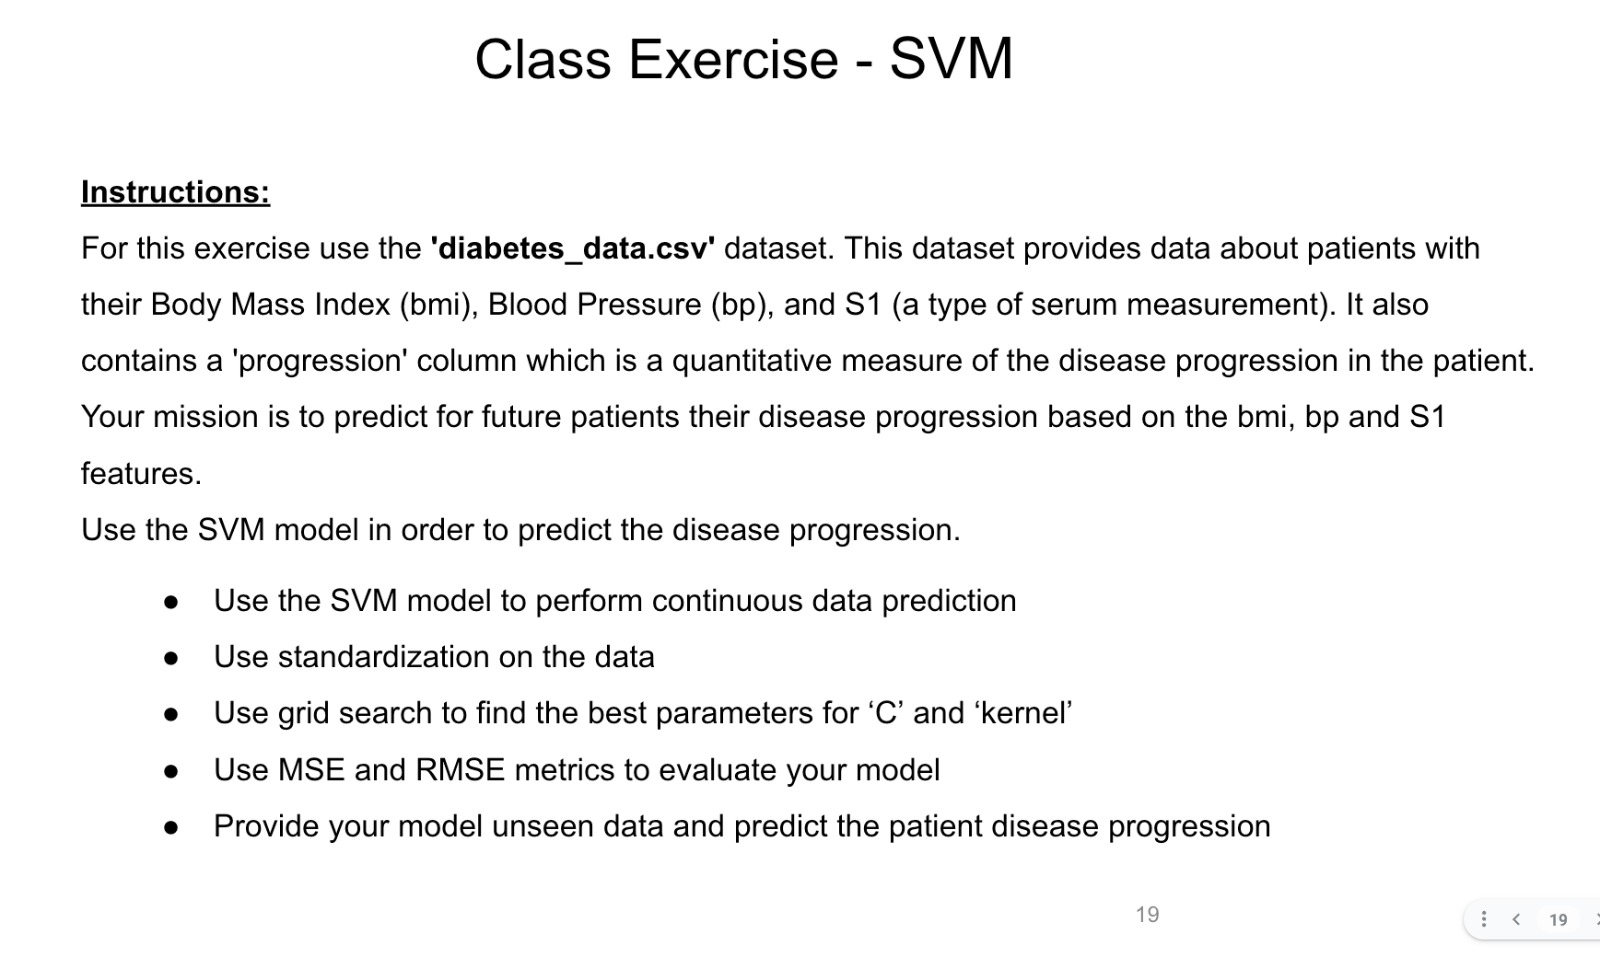 Class Exercise - SVM
Instructions:
For this exercise use the 'diabetes_data.csv' dataset. This dataset provides data about patients with
their Body Mass Index (bmi), Blood Pressure (bp), and S1 (a type of serum measurement). It also
contains a 'progression' column which is a quantitative measure of the disease progression in the patient.
Your mission is to predict for future patients their disease progression based on the bmi, bp and S1
features.
Use the SVM model in order to predict the disease progression.
● Use the SVM model to perform continuous data prediction
● Use standardization on the data
● Use grid search to find the best parameters for ‘C’ and ‘kernel’
● Use MSE and RMSE metrics to evaluate your model
● Provide your model unseen data and predict the patient disease progression
19
19